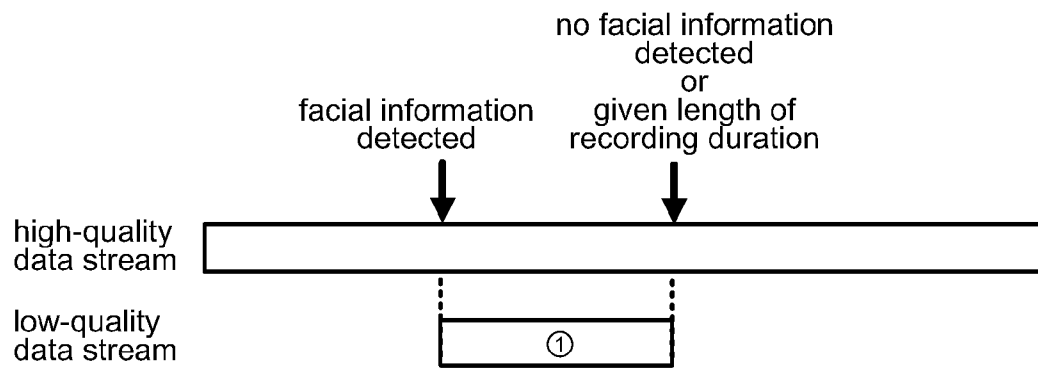 no facial information
detected
or
given length of
recording duration
facial information
detected
high-quality
data stream
low-quality
data stream
①